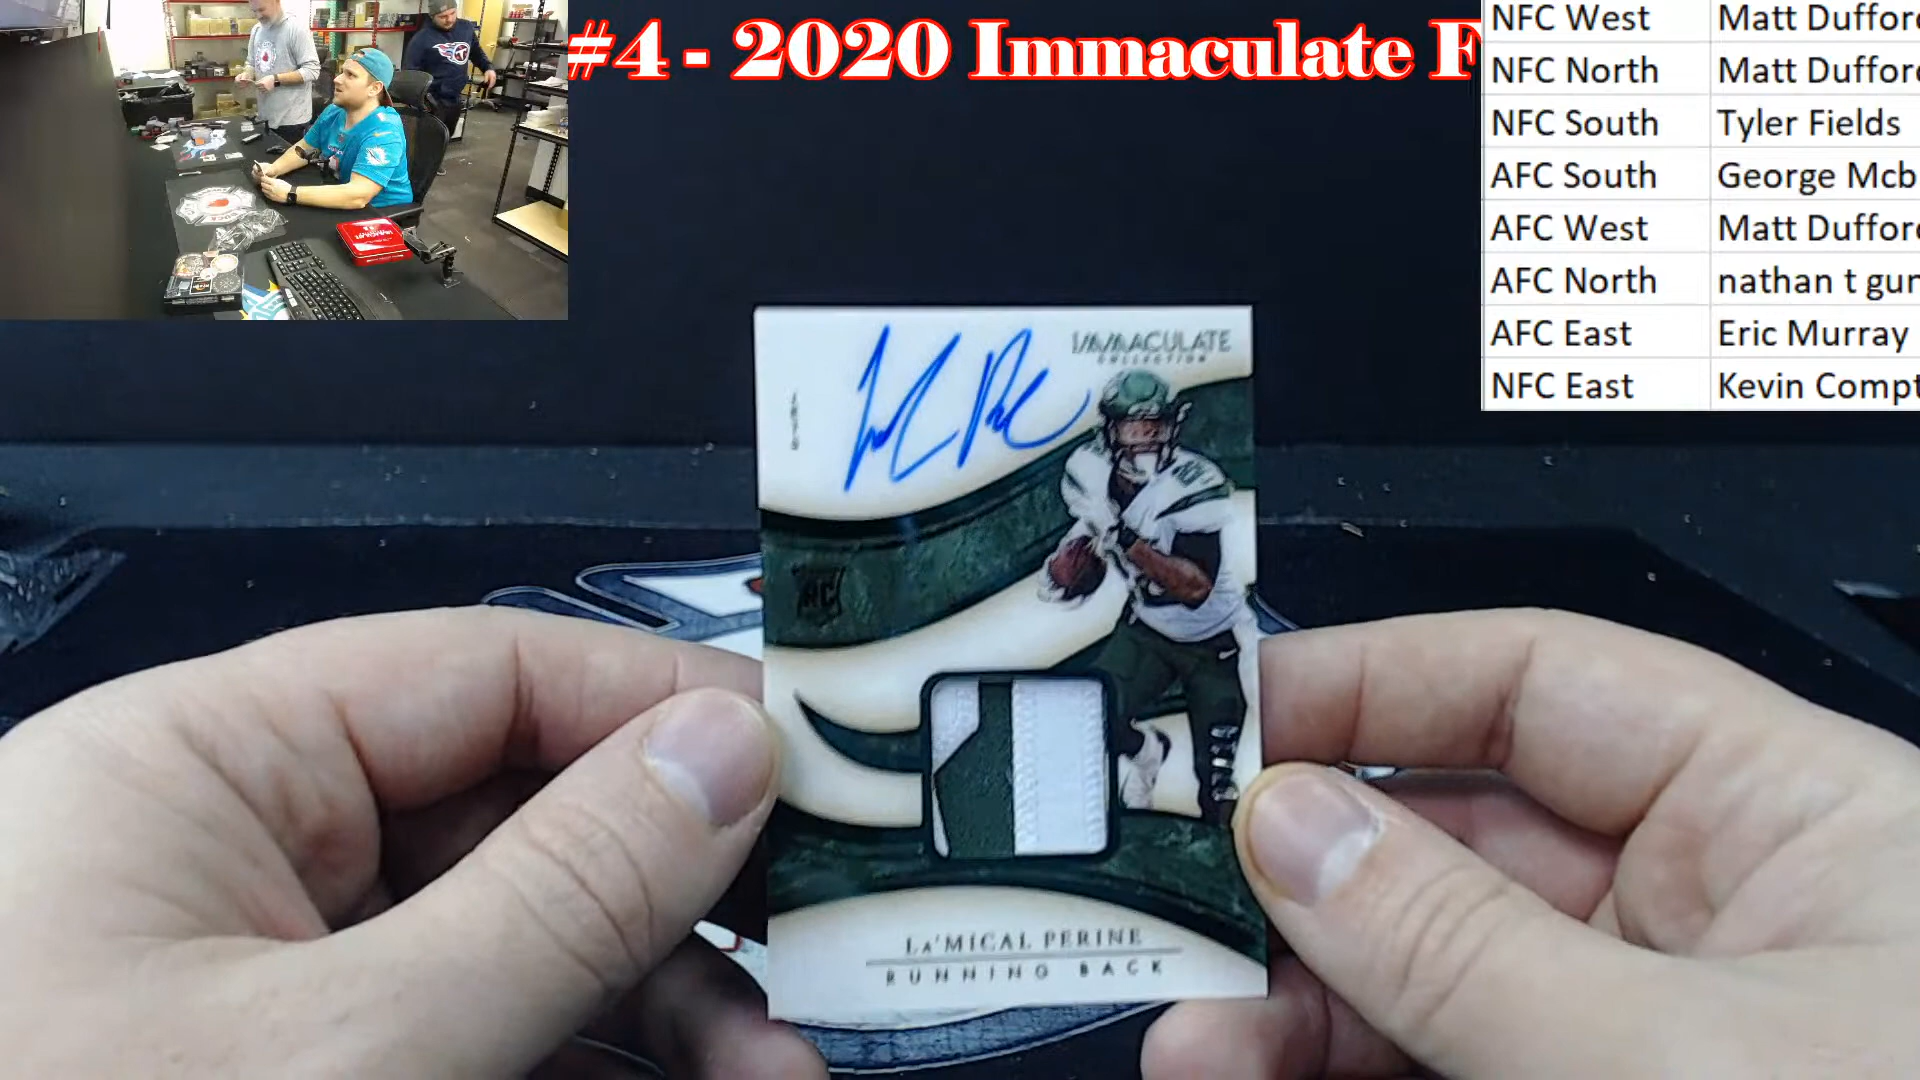 #4 - 2020 Immaculate F
NFC West Matt Duffor
NFC North Matt Duffor
NFC South Tyler Fields
AFC South George Mcb
AFC West Matt Duffor
AFC North nathan t gun
AFC East Eric Murray
NFC East Kevin Compt
IMMACULATE
COLLECTION
JETS
RC
LA'MICAL PERINE
RUNNING BACK